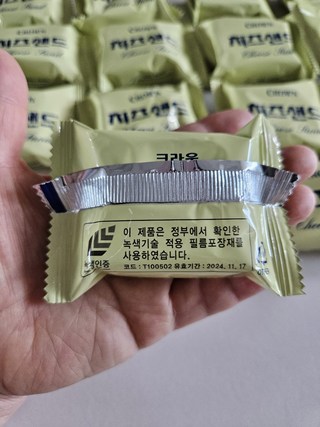 CROWN
치즈샌드
Cheese Sand
크라운
이 제품은 정부에서 확인한
녹색기술 적용 필름포장재를
사용하였습니다.
코드 : T100502 유효기간 : 2024. 11. 17